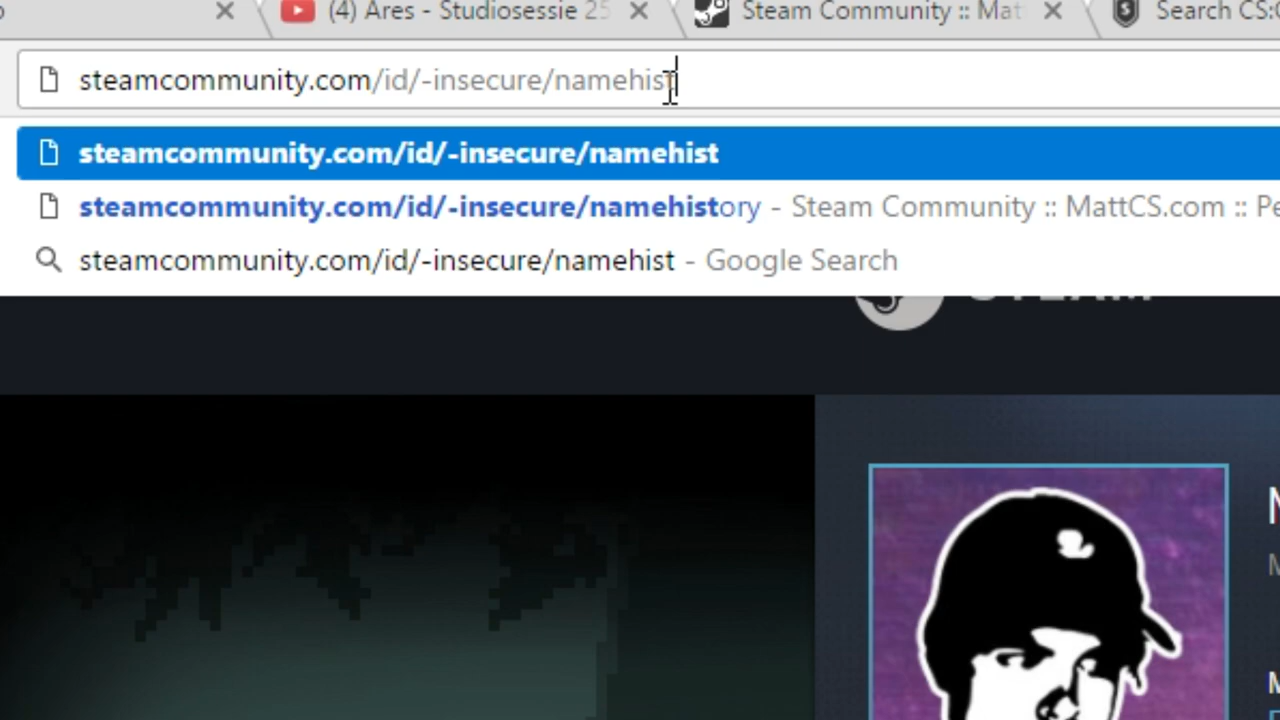 (4) Ares - Studiosessie 25
Steam Community :: Mat
Search CS:
steamcommunity.com/id/-insecure/namehist
steamcommunity.com/id/-insecure/namehist
steamcommunity.com/id/-insecure/namehistory - Steam Community :: MattCS.com :: Pe
steamcommunity.com/id/-insecure/namehist - Google Search
STEAM